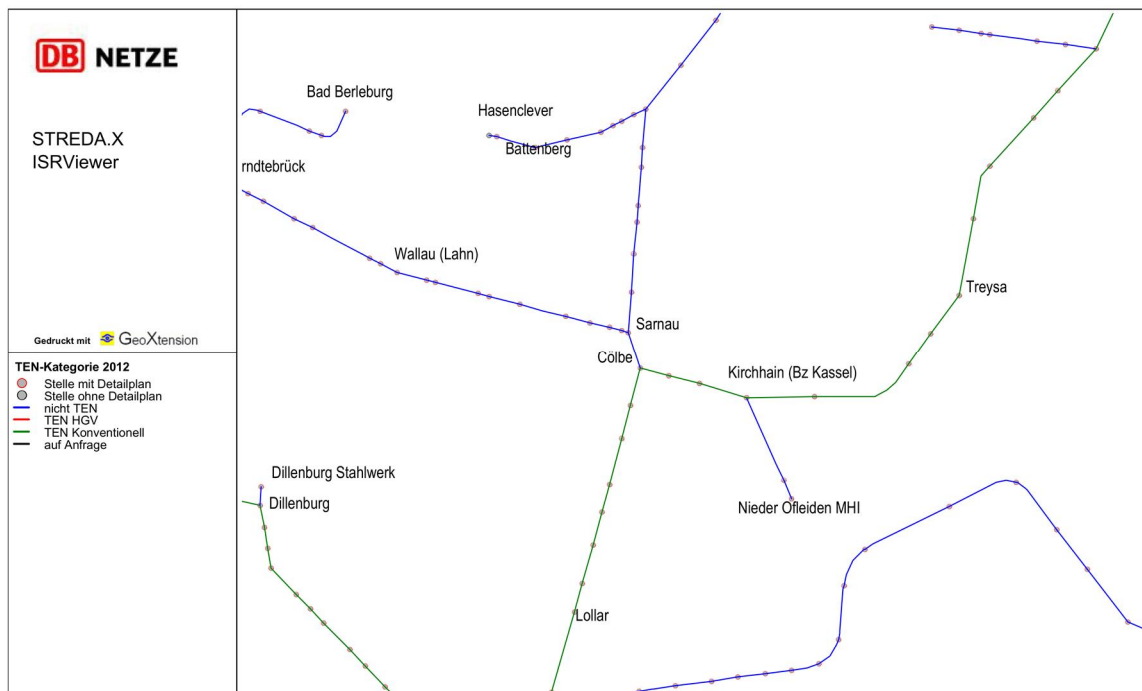 DB NETZE
STREDA.X
ISRViewer
Gedruckt mit GeoXtension
TEN-Kategorie 2012
Stelle mit Detailplan
Stelle ohne Detailplan
nicht TEN
TEN HGV
TEN Konventionell
auf Anfrage
Bad Berleburg
Hasenclever
Battenberg
rndtebrück
Wallau (Lahn)
Treysa
Sarnau
Cölbe
Kirchhain (Bz Kassel)
Dillenburg Stahlwerk
Dillenburg
Nieder Ofleiden MHI
Lollar